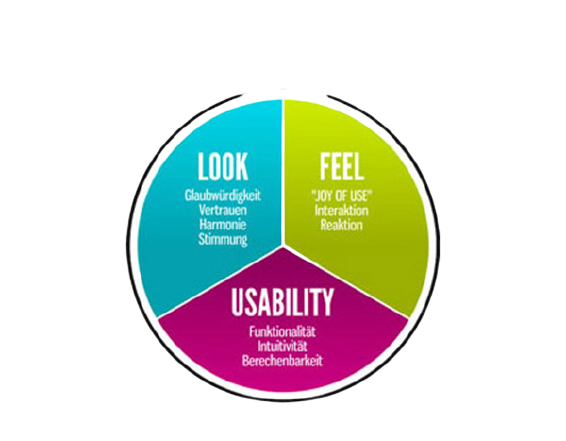 LOOK
Glaubwürdigkeit
Vertrauen
Harmonie
Stimmung
FEEL
"JOY OF USE"
Interaktion
Reaktion
USABILITY
Funktionalität
Intuitivität
Berechenbarkeit